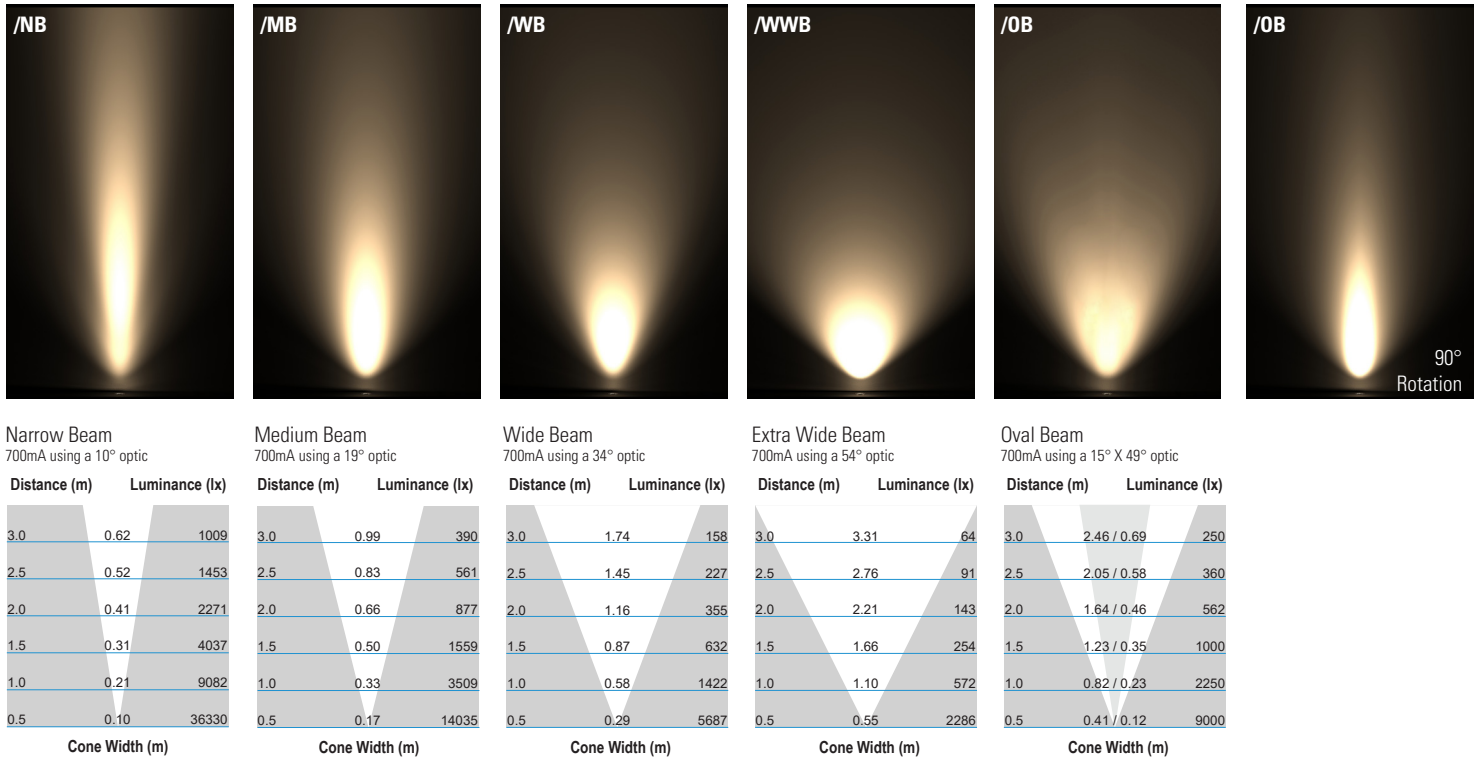 /NB
/MB
/WB
/WWB
/OB
/OB
90°
Rotation
Narrow Beam
700mA using a 10° optic
Distance (m) Luminance (lx)
3.0 0.62 1009
2.5 0.52 1453
2.0 0.41 2271
1.5 0.31 4037
1.0 0.21 9082
0.5 0.10 36330
Cone Width (m)
Medium Beam
700mA using a 19° optic
Distance (m) Luminance (lx)
3.0 0.99 390
2.5 0.83 561
2.0 0.66 877
1.5 0.50 1559
1.0 0.33 3509
0.5 0.17 14035
Cone Width (m)
Wide Beam
700mA using a 34° optic
Distance (m) Luminance (lx)
3.0 1.74 158
2.5 1.45 227
2.0 1.16 355
1.5 0.87 632
1.0 0.58 1422
0.5 0.29 5687
Cone Width (m)
Extra Wide Beam
700mA using a 54° optic
Distance (m) Luminance (lx)
3.0 3.31 64
2.5 2.76 91
2.0 2.21 143
1.5 1.66 254
1.0 1.10 572
0.5 0.55 2286
Cone Width (m)
Oval Beam
700mA using a 15° X 49° optic
Distance (m) Luminance (lx)
3.0 2.46 / 0.69 250
2.5 2.05 / 0.58 360
2.0 1.64 / 0.46 562
1.5 1.23 / 0.35 1000
1.0 0.82 / 0.23 2250
0.5 0.41 / 0.12 9000
Cone Width (m)